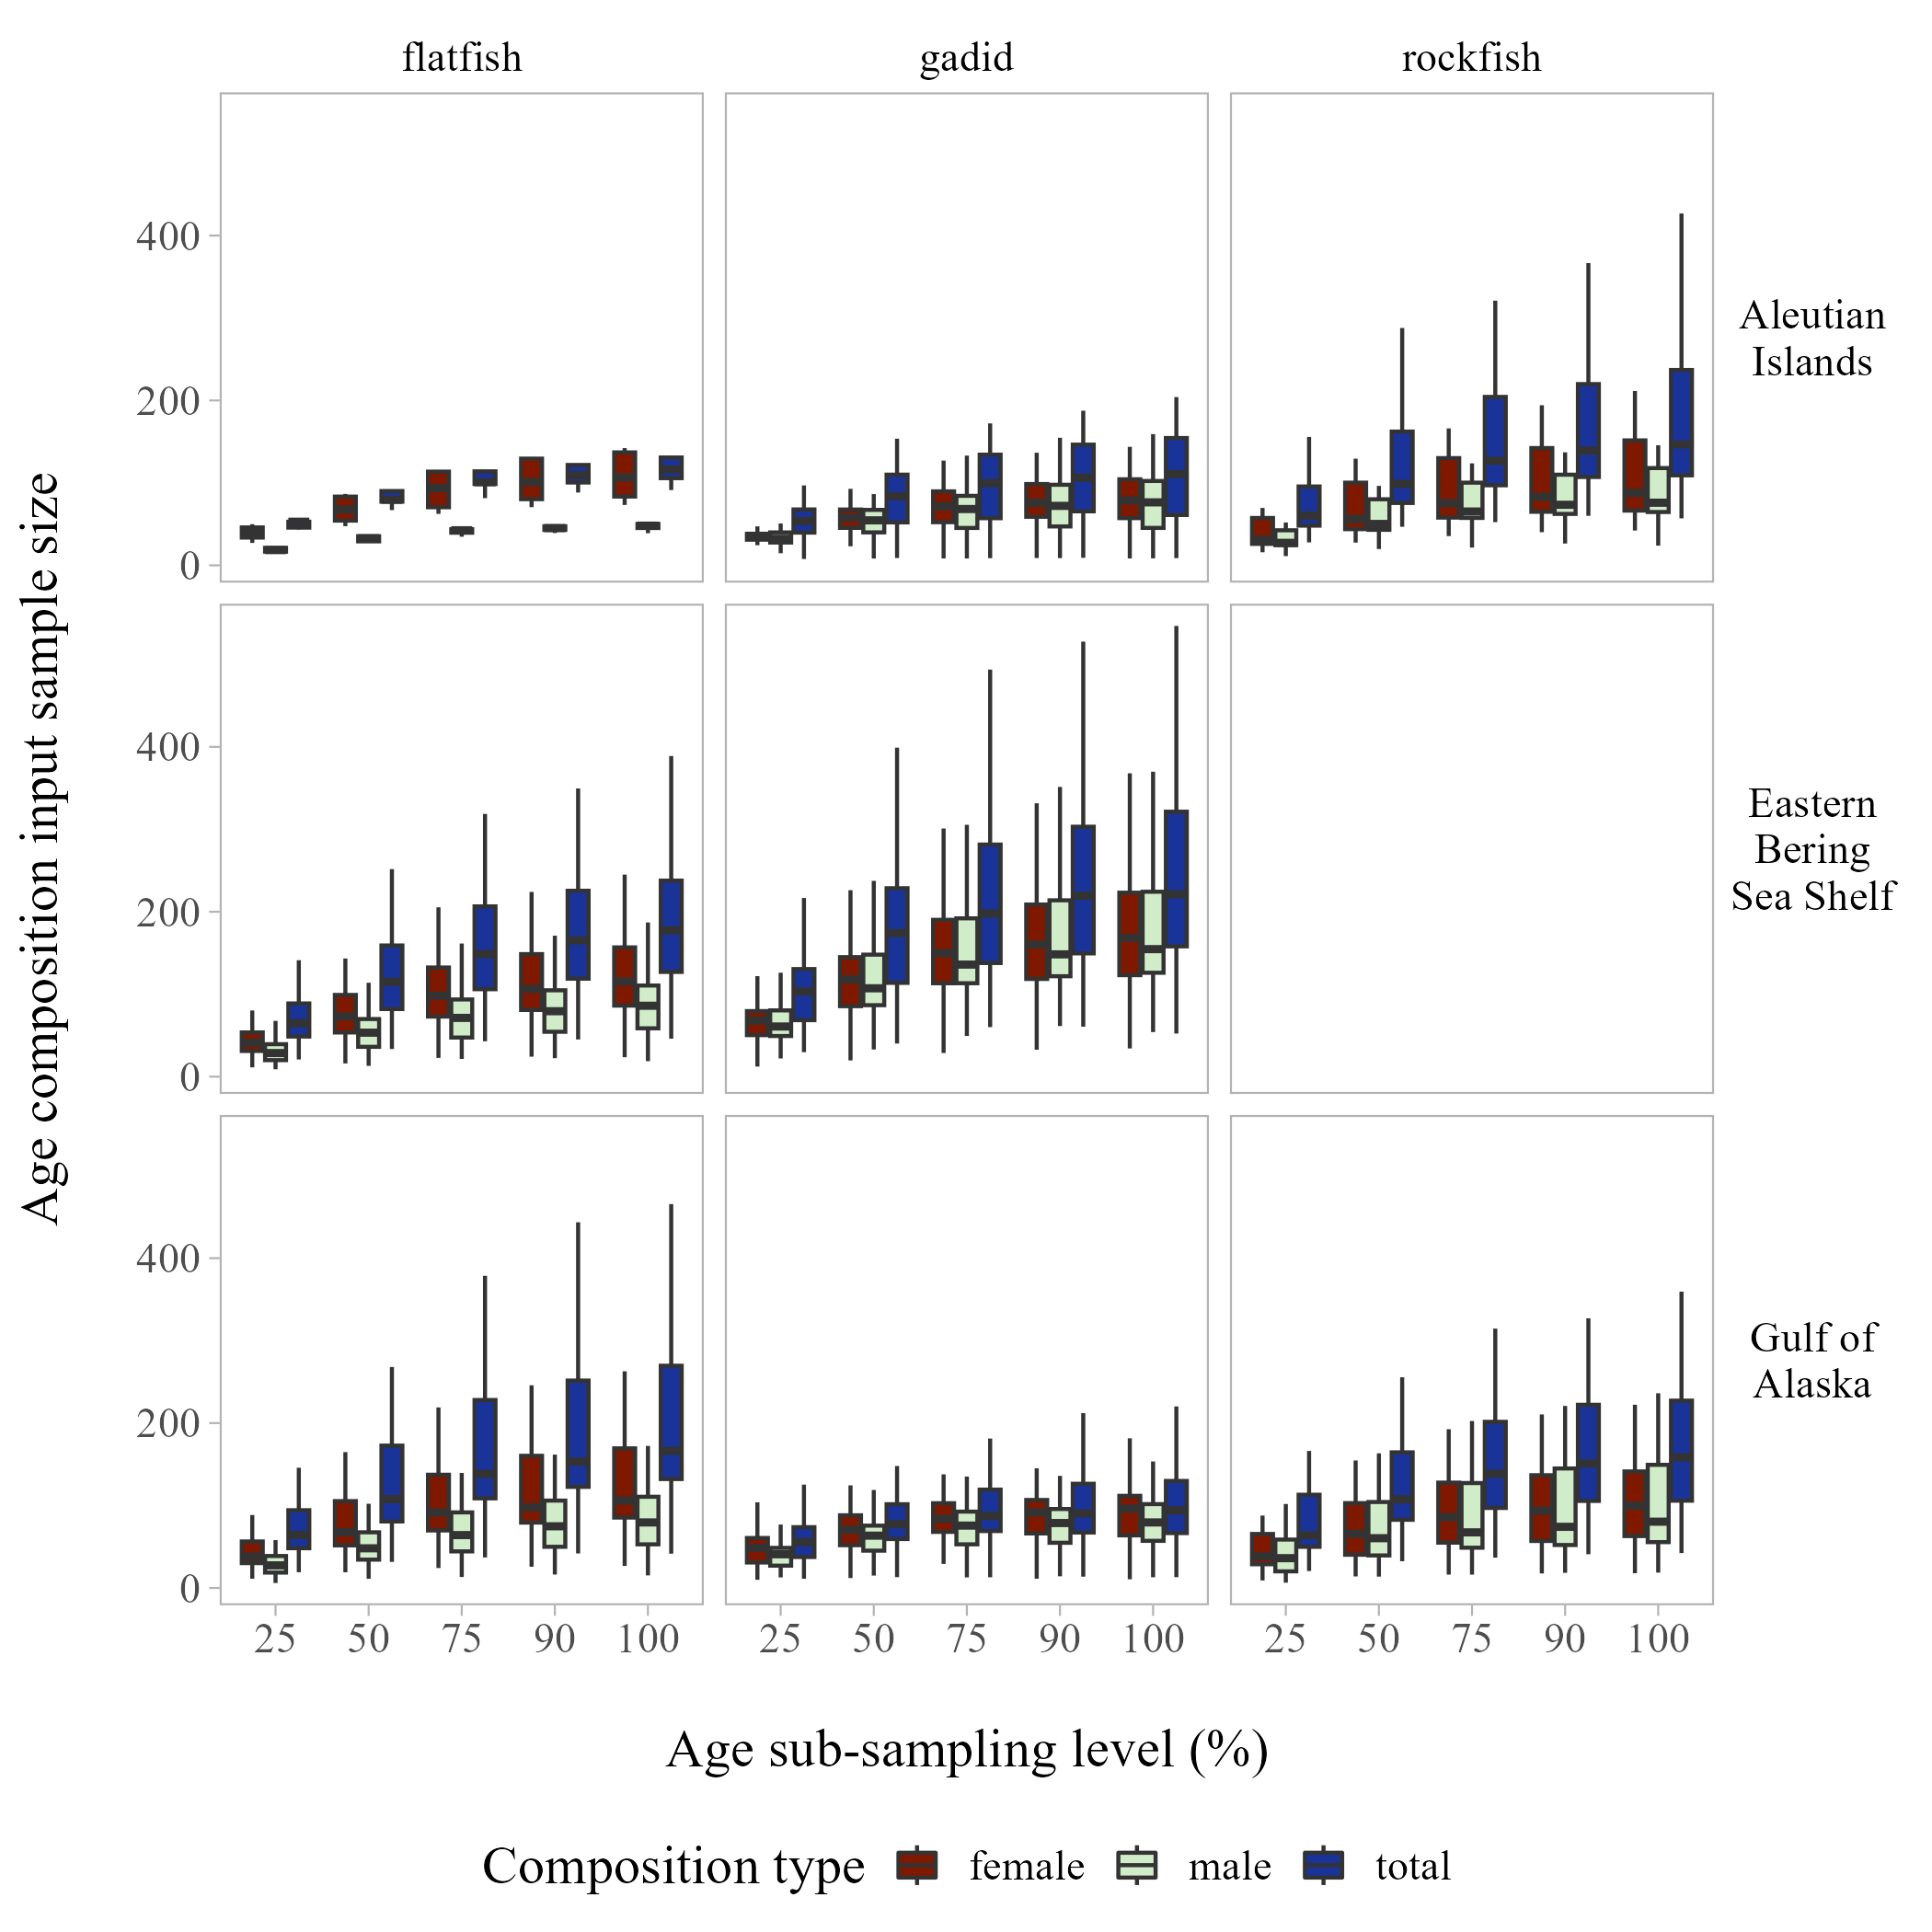 flatfish gadid rockfish
Age composition input sample size
400
200
0
Aleutian
Islands
400
200
0
Eastern
Bering
Sea Shelf
400
200
0
Gulf of
Alaska
25 50 75 90 100 25 50 75 90 100 25 50 75 90 100
Age sub-sampling level (%)
Composition type female male total